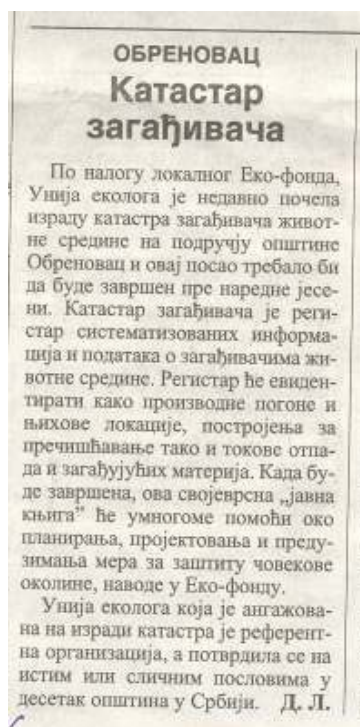 ОБРЕНОВАЦ
Катастар
загађивача
По налогу локалног Еко-фонда,
Унија еколога је недавно почела
израду катастра загађивача живот-
не средине на подручју општине
Обреновац и овај посао требало би
да буде завршен пре наредне јесе-
ни. Катастар загађивача је реги-
стар систематизованих информа-
ција и података о загађивачима жи-
вотне средине. Регистар ће евиден-
тирати како производне погоне и
њихове локације, постројења за
пречишћавање тако и токове отпа-
да и загађујућих материја. Када бу-
де завршена, ова својеврсна „јавна
књига” ће умногоме помоћи око
планирања, пројектовања и преду-
зимања мера за заштиту човекове
околине, наводе у Еко-фонду.
Унија еколога која је ангажова-
на на изради катастра је референт-
на организација, а потврдила се на
истим или сличним пословима у
десетак општина у Србији. Д. Л.